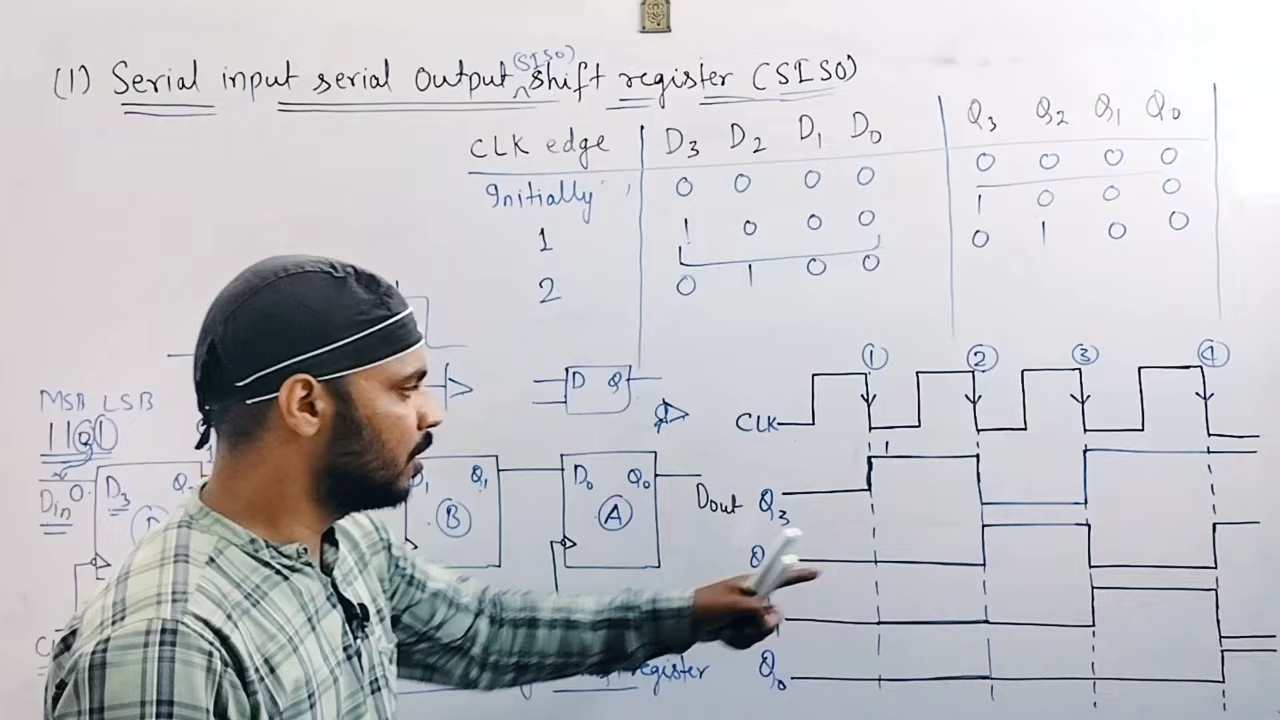 (1) Serial input serial output (SISO) shift register (SISO)
CLK edge D3 D2 D1 D0 Q3 Q2 Q1 Q0
Initially 0 0 0 0 0 0 0 0
1 1 0 0 0 1 0 0 0
2 0 1 0 0 0 1 0 0
MSB LSB
1101
Din 0 D3
D Q
B Q1
D0 Q0
A
Dout
register
1 2 3 4
CLK
1
Q3
Q0